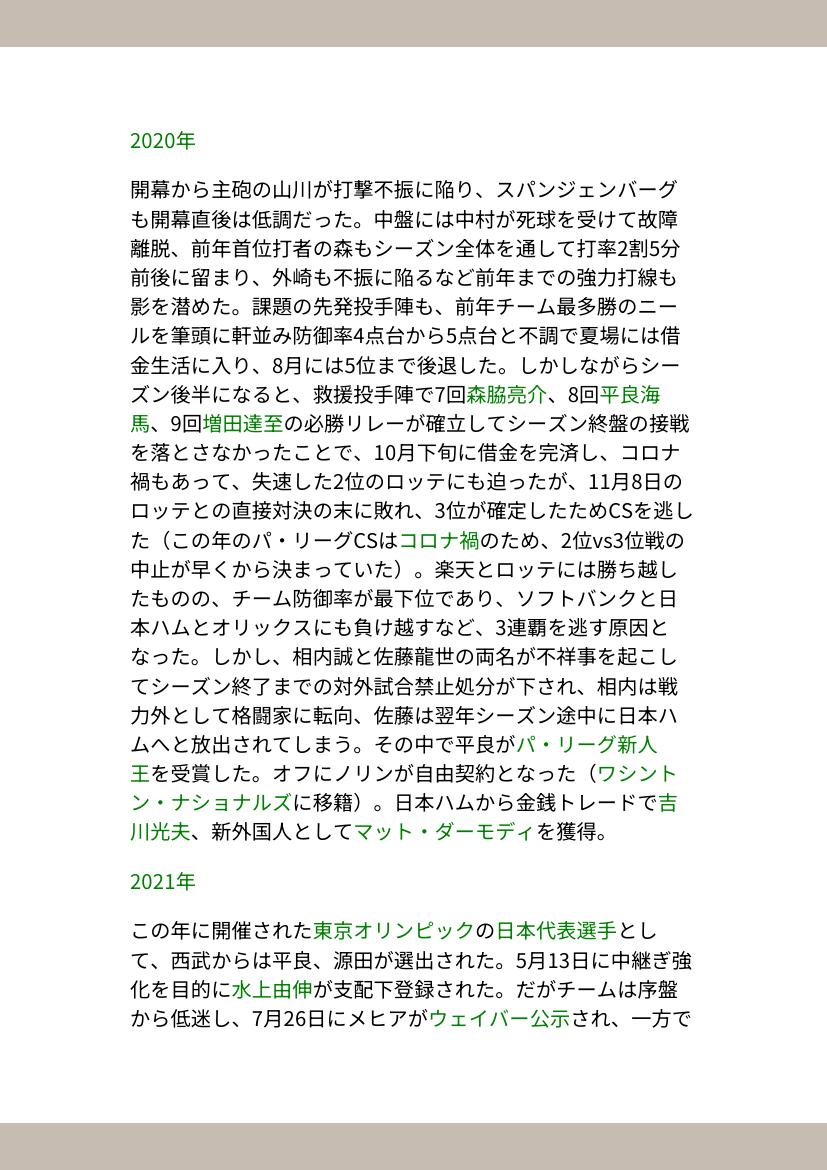 2020年
開幕から主砲の山川が打撃不振に陥り、スパンジェンバーグ
も開幕直後は低調だった。中盤には中村が死球を受けて故障
離脱、前年首位打者の森もシーズン全体を通して打率2割5分
前後に留まり、外崎も不振に陥るなど前年までの強力打線も
影を潜めた。課題の先発投手陣も、前年チーム最多勝のニー
ルを筆頭に軒並み防御率4点台から5点台と不調で夏場には借
金生活に入り、8月には5位まで後退した。しかしながらシー
ズン後半になると、救援投手陣で7回森脇亮介、8回平良海
馬、9回増田達至の必勝リレーが確立してシーズン終盤の接戦
を落とさなかったことで、10月下旬に借金を完済し、コロナ
禍もあって、失速した2位のロッテにも迫ったが、11月8日の
ロッテとの直接対決の末に敗れ、3位が確定したためCSを逃し
た（この年のパ・リーグCSはコロナ禍のため、2位vs3位戦の
中止が早くから決まっていた）。楽天とロッテには勝ち越し
たものの、チーム防御率が最下位であり、ソフトバンクと日
本ハムとオリックスにも負け越すなど、3連覇を逃す原因と
なった。しかし、相内誠と佐藤龍世の両名が不祥事を起こし
てシーズン終了までの対外試合禁止処分が下され、相内は戦
力外として格闘家に転向、佐藤は翌年シーズン途中に日本ハ
ムへと放出されてしまう。その中で平良がパ・リーグ新人
王を受賞した。オフにノリンが自由契約となった（ワシント
ン・ナショナルズに移籍）。日本ハムから金銭トレードで吉
川光夫、新外国人としてマット・ダーモディを獲得。
2021年
この年に開催された東京オリンピックの日本代表選手とし
て、西武からは平良、源田が選出された。5月13日に中継ぎ強
化を目的に水上由伸が支配下登録された。だがチームは序盤
から低迷し、7月26日にメヒアがウェイバー公示され、一方で